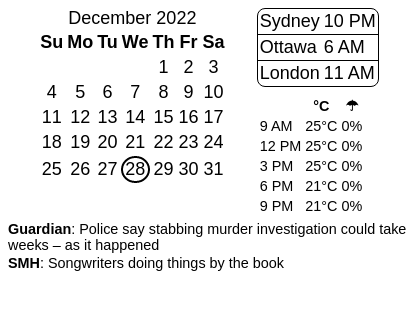 December 2022
Su Mo Tu We Th Fr Sa
1 2 3
4 5 6 7 8 9 10
11 12 13 14 15 16 17
18 19 20 21 22 23 24
25 26 27 28 29 30 31
Sydney 10 PM
Ottawa 6 AM
London 11 AM
°C ☂
9 AM 25°C 0%
12 PM 25°C 0%
3 PM 25°C 0%
6 PM 21°C 0%
9 PM 21°C 0%
Guardian: Police say stabbing murder investigation could take
weeks – as it happened
SMH: Songwriters doing things by the book